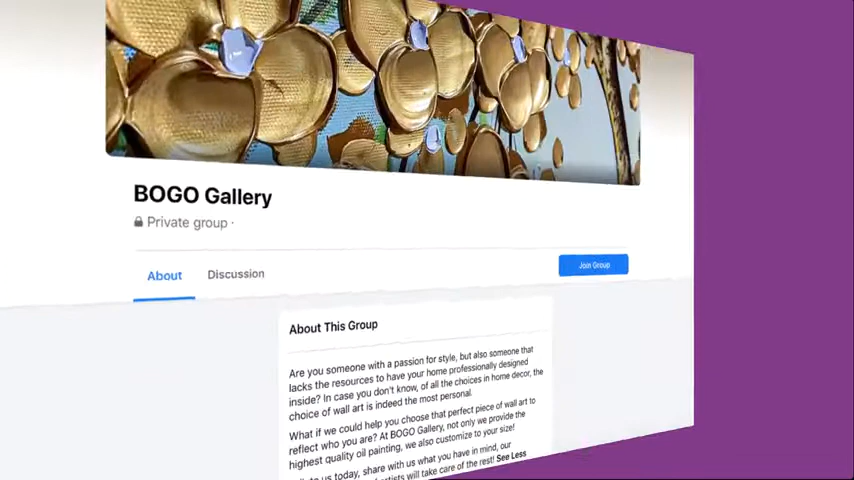 BOGO Gallery
Private group ·
About
Discussion
Join Group
About This Group
Are you someone with a passion for style, but also someone that
lacks the resources to have your home professionally designed
inside? In case you don't know, of all the choices in home decor, the
choice of wall art is indeed the most personal.
What if we could help you choose that perfect piece of wall art to
reflect who you are? At BOGO Gallery, not only we provide the
highest quality oil painting, we also customize to your size!
to us today, share with us what you have in mind, our
artists will take care of the rest! See Less